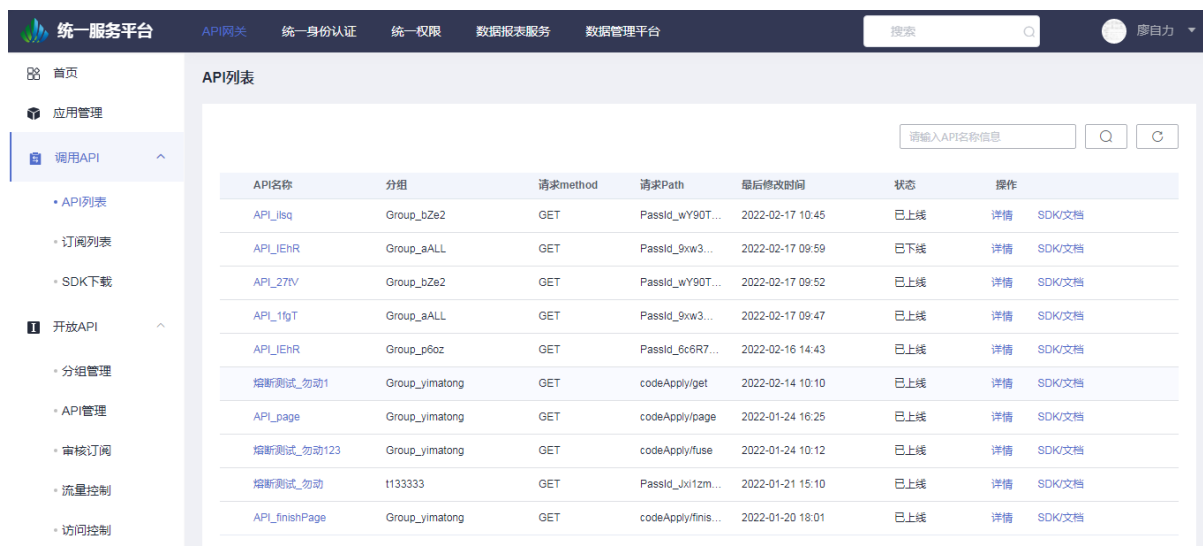 统一服务平台 API网关 统一身份认证 统一权限 数据报表服务 数据管理平台 搜索 廖自力
首页
应用管理
调用API
API列表
订阅列表
SDK下载
开放API
分组管理
API管理
审核订阅
流量控制
访问控制
API列表
请输入API名称信息
API名称 分组 请求method 请求Path 最后修改时间 状态 操作
API_ilsq Group_bZe2 GET PassId_wY90T... 2022-02-17 10:45 已上线 详情 SDK/文档
API_IEhR Group_aALL GET PassId_9xw3... 2022-02-17 09:59 已下线 详情 SDK/文档
API_27tV Group_bZe2 GET PassId_wY90T... 2022-02-17 09:52 已上线 详情 SDK/文档
API_1fgT Group_aALL GET PassId_9xw3... 2022-02-17 09:47 已上线 详情 SDK/文档
API_IEhR Group_p6oz GET PassId_6c6R7... 2022-02-16 14:43 已上线 详情 SDK/文档
熔断测试_勿动1 Group_yimatong GET codeApply/get 2022-02-14 10:10 已上线 详情 SDK/文档
API_page Group_yimatong GET codeApply/page 2022-01-24 16:25 已上线 详情 SDK/文档
熔断测试_勿动123 Group_yimatong GET codeApply/fuse 2022-01-24 10:12 已上线 详情 SDK/文档
熔断测试_勿动 t133333 GET PassId_Jxi1zm... 2022-01-21 15:10 已上线 详情 SDK/文档
API_finishPage Group_yimatong GET codeApply/finis... 2022-01-20 18:01 已上线 详情 SDK/文档